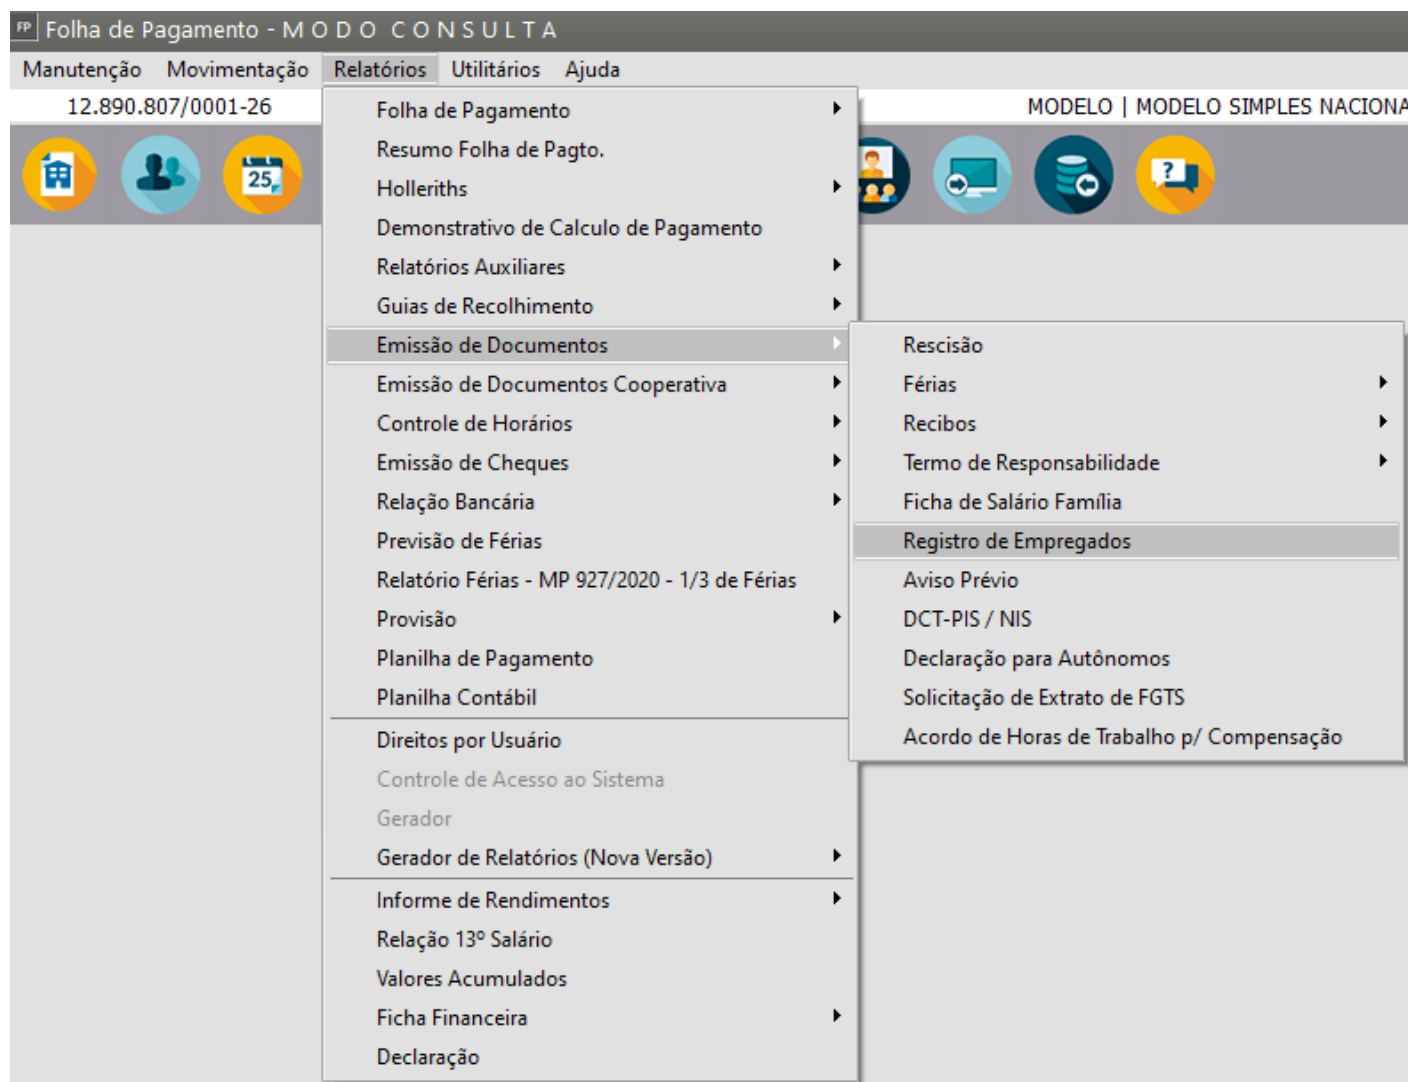 FP Folha de Pagamento - M O D O C O N S U L T A
Manutenção Movimentação Relatórios Utilitários Ajuda
12.890.807/0001-26 MODELO | MODELO SIMPLES NACIONA
25
?
Folha de Pagamento
Resumo Folha de Pagto.
Holleriths
Demonstrativo de Calculo de Pagamento
Relatórios Auxiliares
Guias de Recolhimento
Emissão de Documentos
Emissão de Documentos Cooperativa
Controle de Horários
Emissão de Cheques
Relação Bancária
Previsão de Férias
Relatório Férias - MP 927/2020 - 1/3 de Férias
Provisão
Planilha de Pagamento
Planilha Contábil
Direitos por Usuário
Controle de Acesso ao Sistema
Gerador
Gerador de Relatórios (Nova Versão)
Informe de Rendimentos
Relação 13º Salário
Valores Acumulados
Ficha Financeira
Declaração
Rescisão
Férias
Recibos
Termo de Responsabilidade
Ficha de Salário Família
Registro de Empregados
Aviso Prévio
DCT-PIS / NIS
Declaração para Autônomos
Solicitação de Extrato de FGTS
Acordo de Horas de Trabalho p/ Compensação